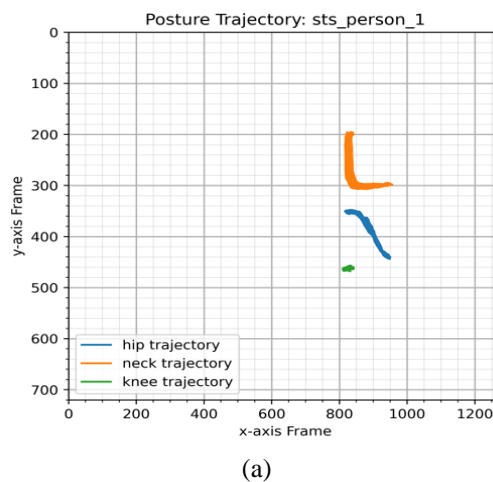 Posture Trajectory: sts_person_1
0
100
200
300
400
500
600
700
y-axis Frame
hip trajectory
neck trajectory
knee trajectory
0 200 400 600 800 1000 1200
x-axis Frame
(a)